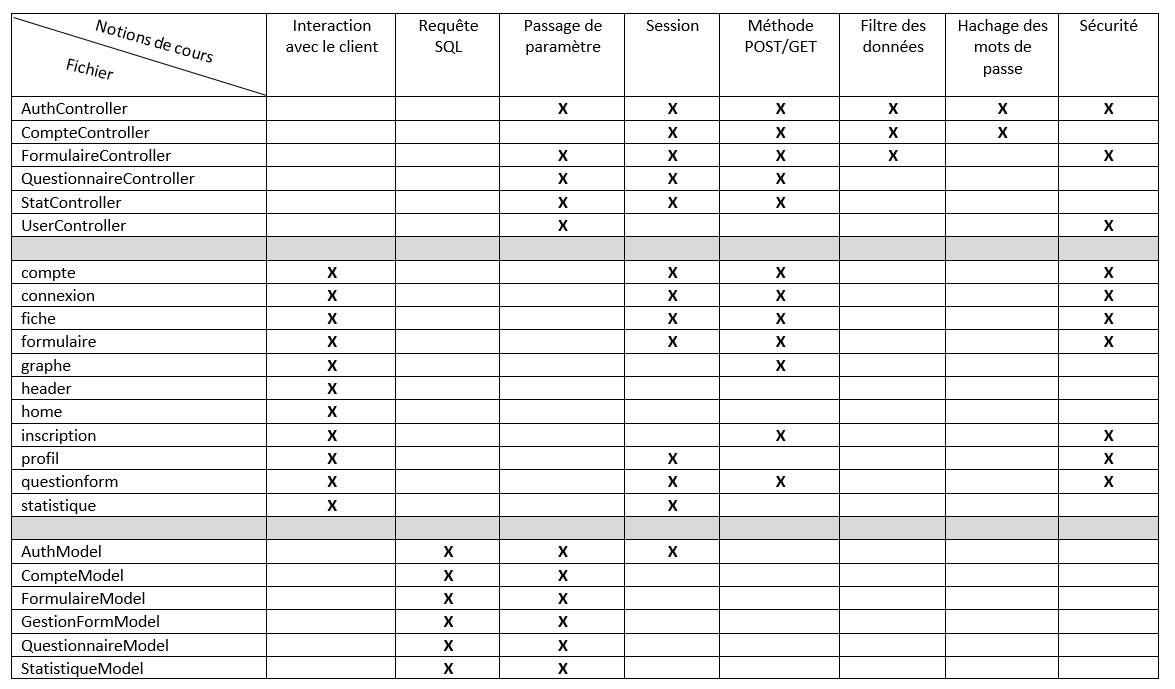 Notions de cours
Fichier
Interaction
avec le client
Requête
SQL
Passage de
paramètre
Session
Méthode
POST/GET
Filtre des
données
Hachage des
mots de
passe
Sécurité
AuthController X X X X X X
CompteController X X X X
FormulaireController X X X X X
QuestionnaireController X X X
StatController X X X
UserController X X
compte X X X X
connexion X X X X
fiche X X X X
formulaire X X X X
graphe X X
header X
home X
inscription X X X
profil X X X
questionform X X X X
statistique X X
AuthModel X X X
CompteModel X X
FormulaireModel X X
GestionFormModel X X
QuestionnaireModel X X
StatistiqueModel X X